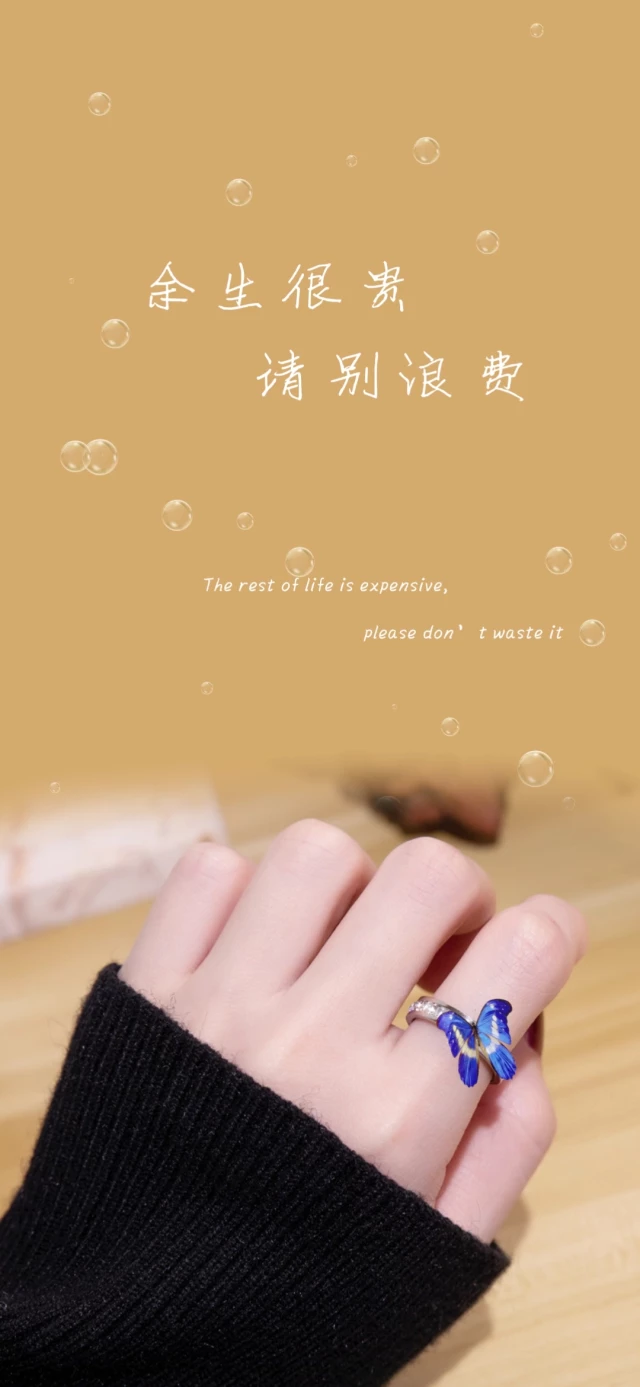 余生很贵
请别浪费
The rest of life is expensive,
please don’t waste it